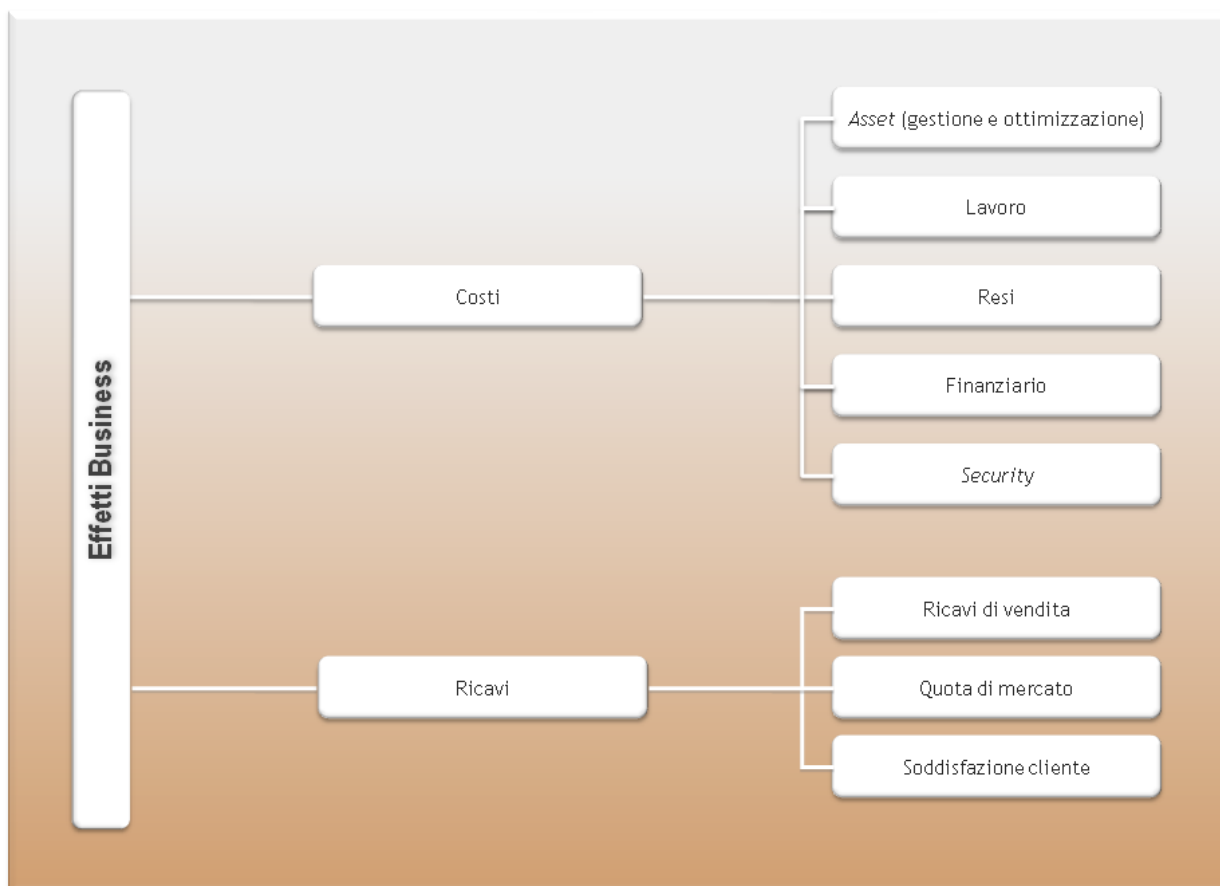 Effetti Business
Costi
Asset (gestione e ottimizzazione)
Lavoro
Resi
Finanziario
Security
Ricavi
Ricavi di vendita
Quota di mercato
Soddisfazione cliente